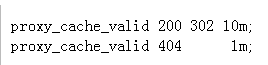 proxy_cache_valid 200 302 10m;
proxy_cache_valid 404      1m;